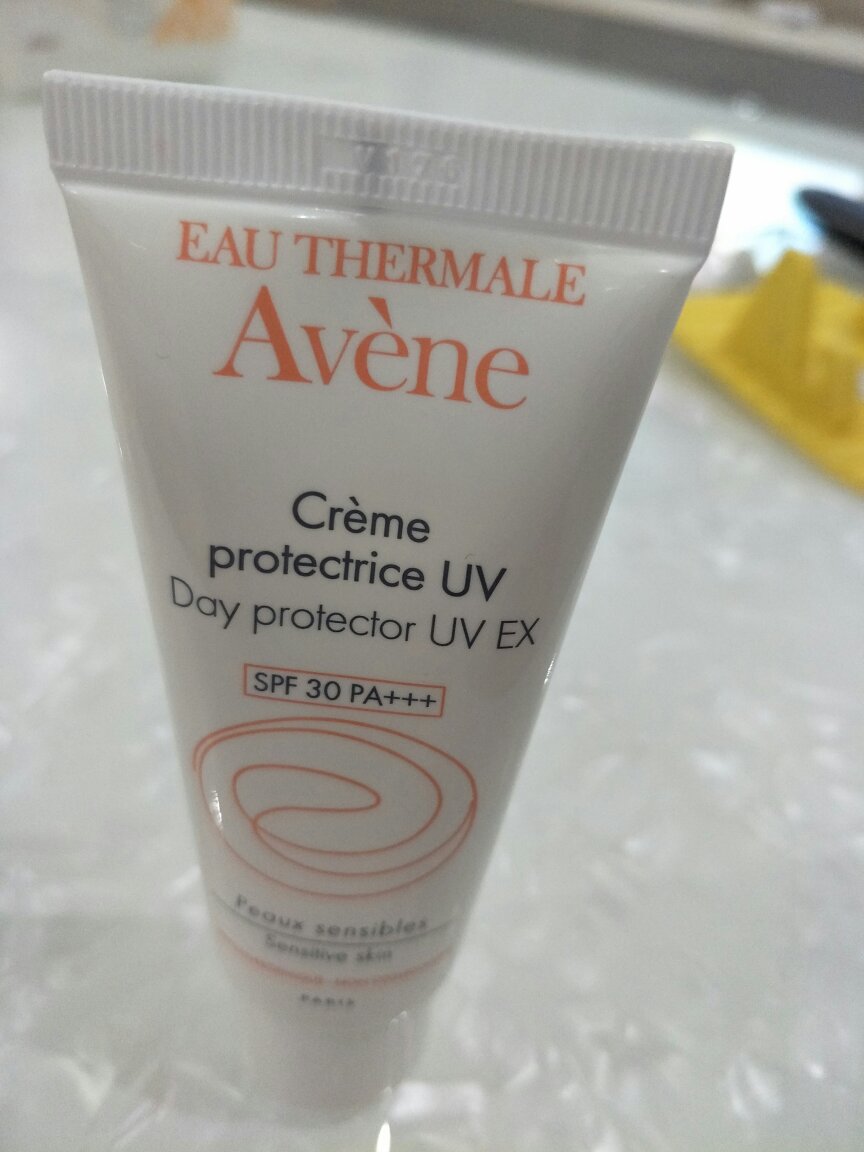 EAU THERMALE
Avène
Crème
protectrice UV
Day protector UV EX
SPF 30 PA+++
Peaux sensibles
Sensitive skin
PARIS